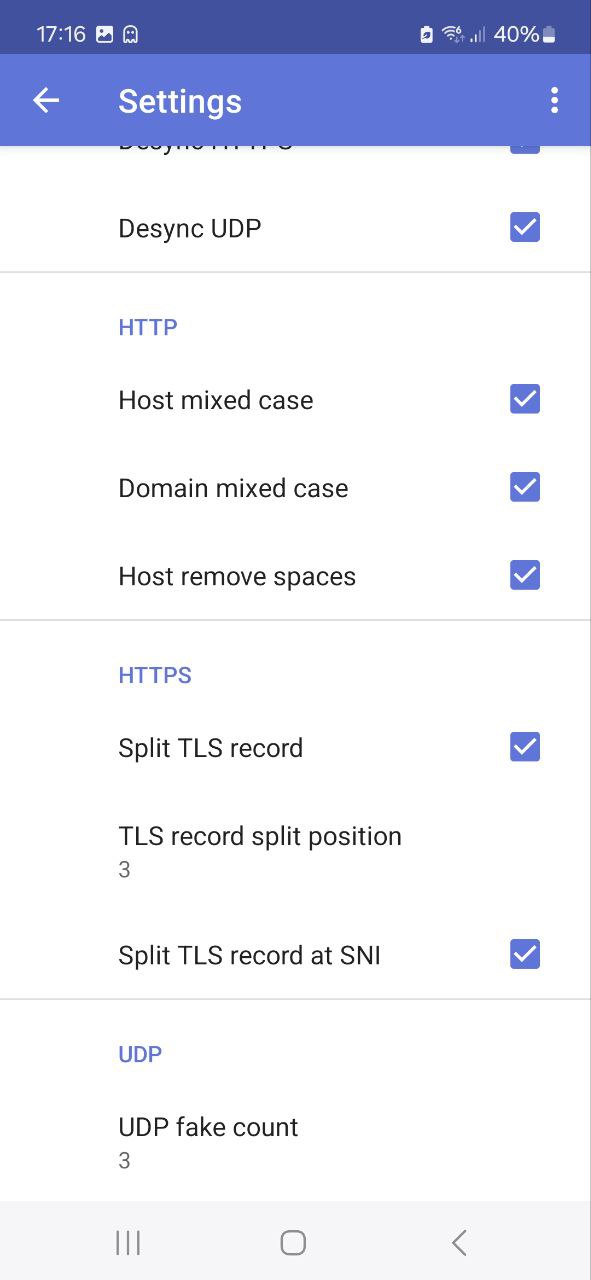 17:16 40%
Settings
Desync UDP
HTTP
Host mixed case
Domain mixed case
Host remove spaces
HTTPS
Split TLS record
TLS record split position
3
Split TLS record at SNI
UDP
UDP fake count
3